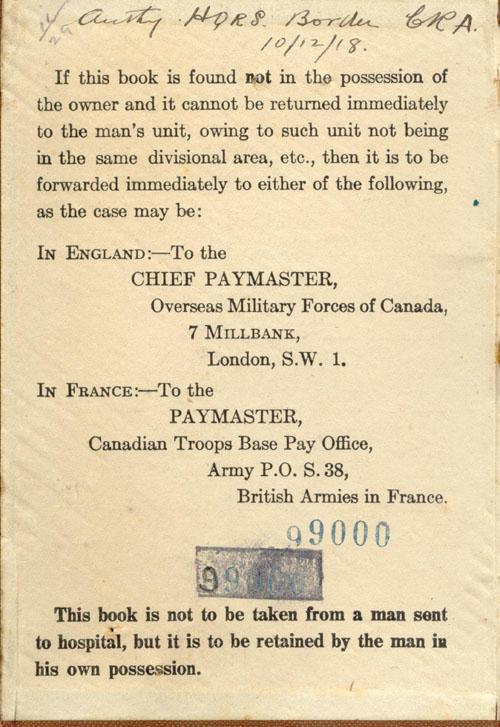 Authy. HQRS. Border CRA.
10/12/18.
If this book is found not in the possession of
the owner and it cannot be returned immediately
to the man's unit, owing to such unit not being
in the same divisional area, etc., then it is to be
forwarded immediately to either of the following,
as the case may be:
IN ENGLAND:—To the
CHIEF PAYMASTER,
Overseas Military Forces of Canada,
7 MILLBANK,
London, S.W. 1.
IN FRANCE:—To the
PAYMASTER,
Canadian Troops Base Pay Office,
Army P.O. S. 38,
British Armies in France.
99000
99000
This book is not to be taken from a man sent
to hospital, but it is to be retained by the man in
his own possession.